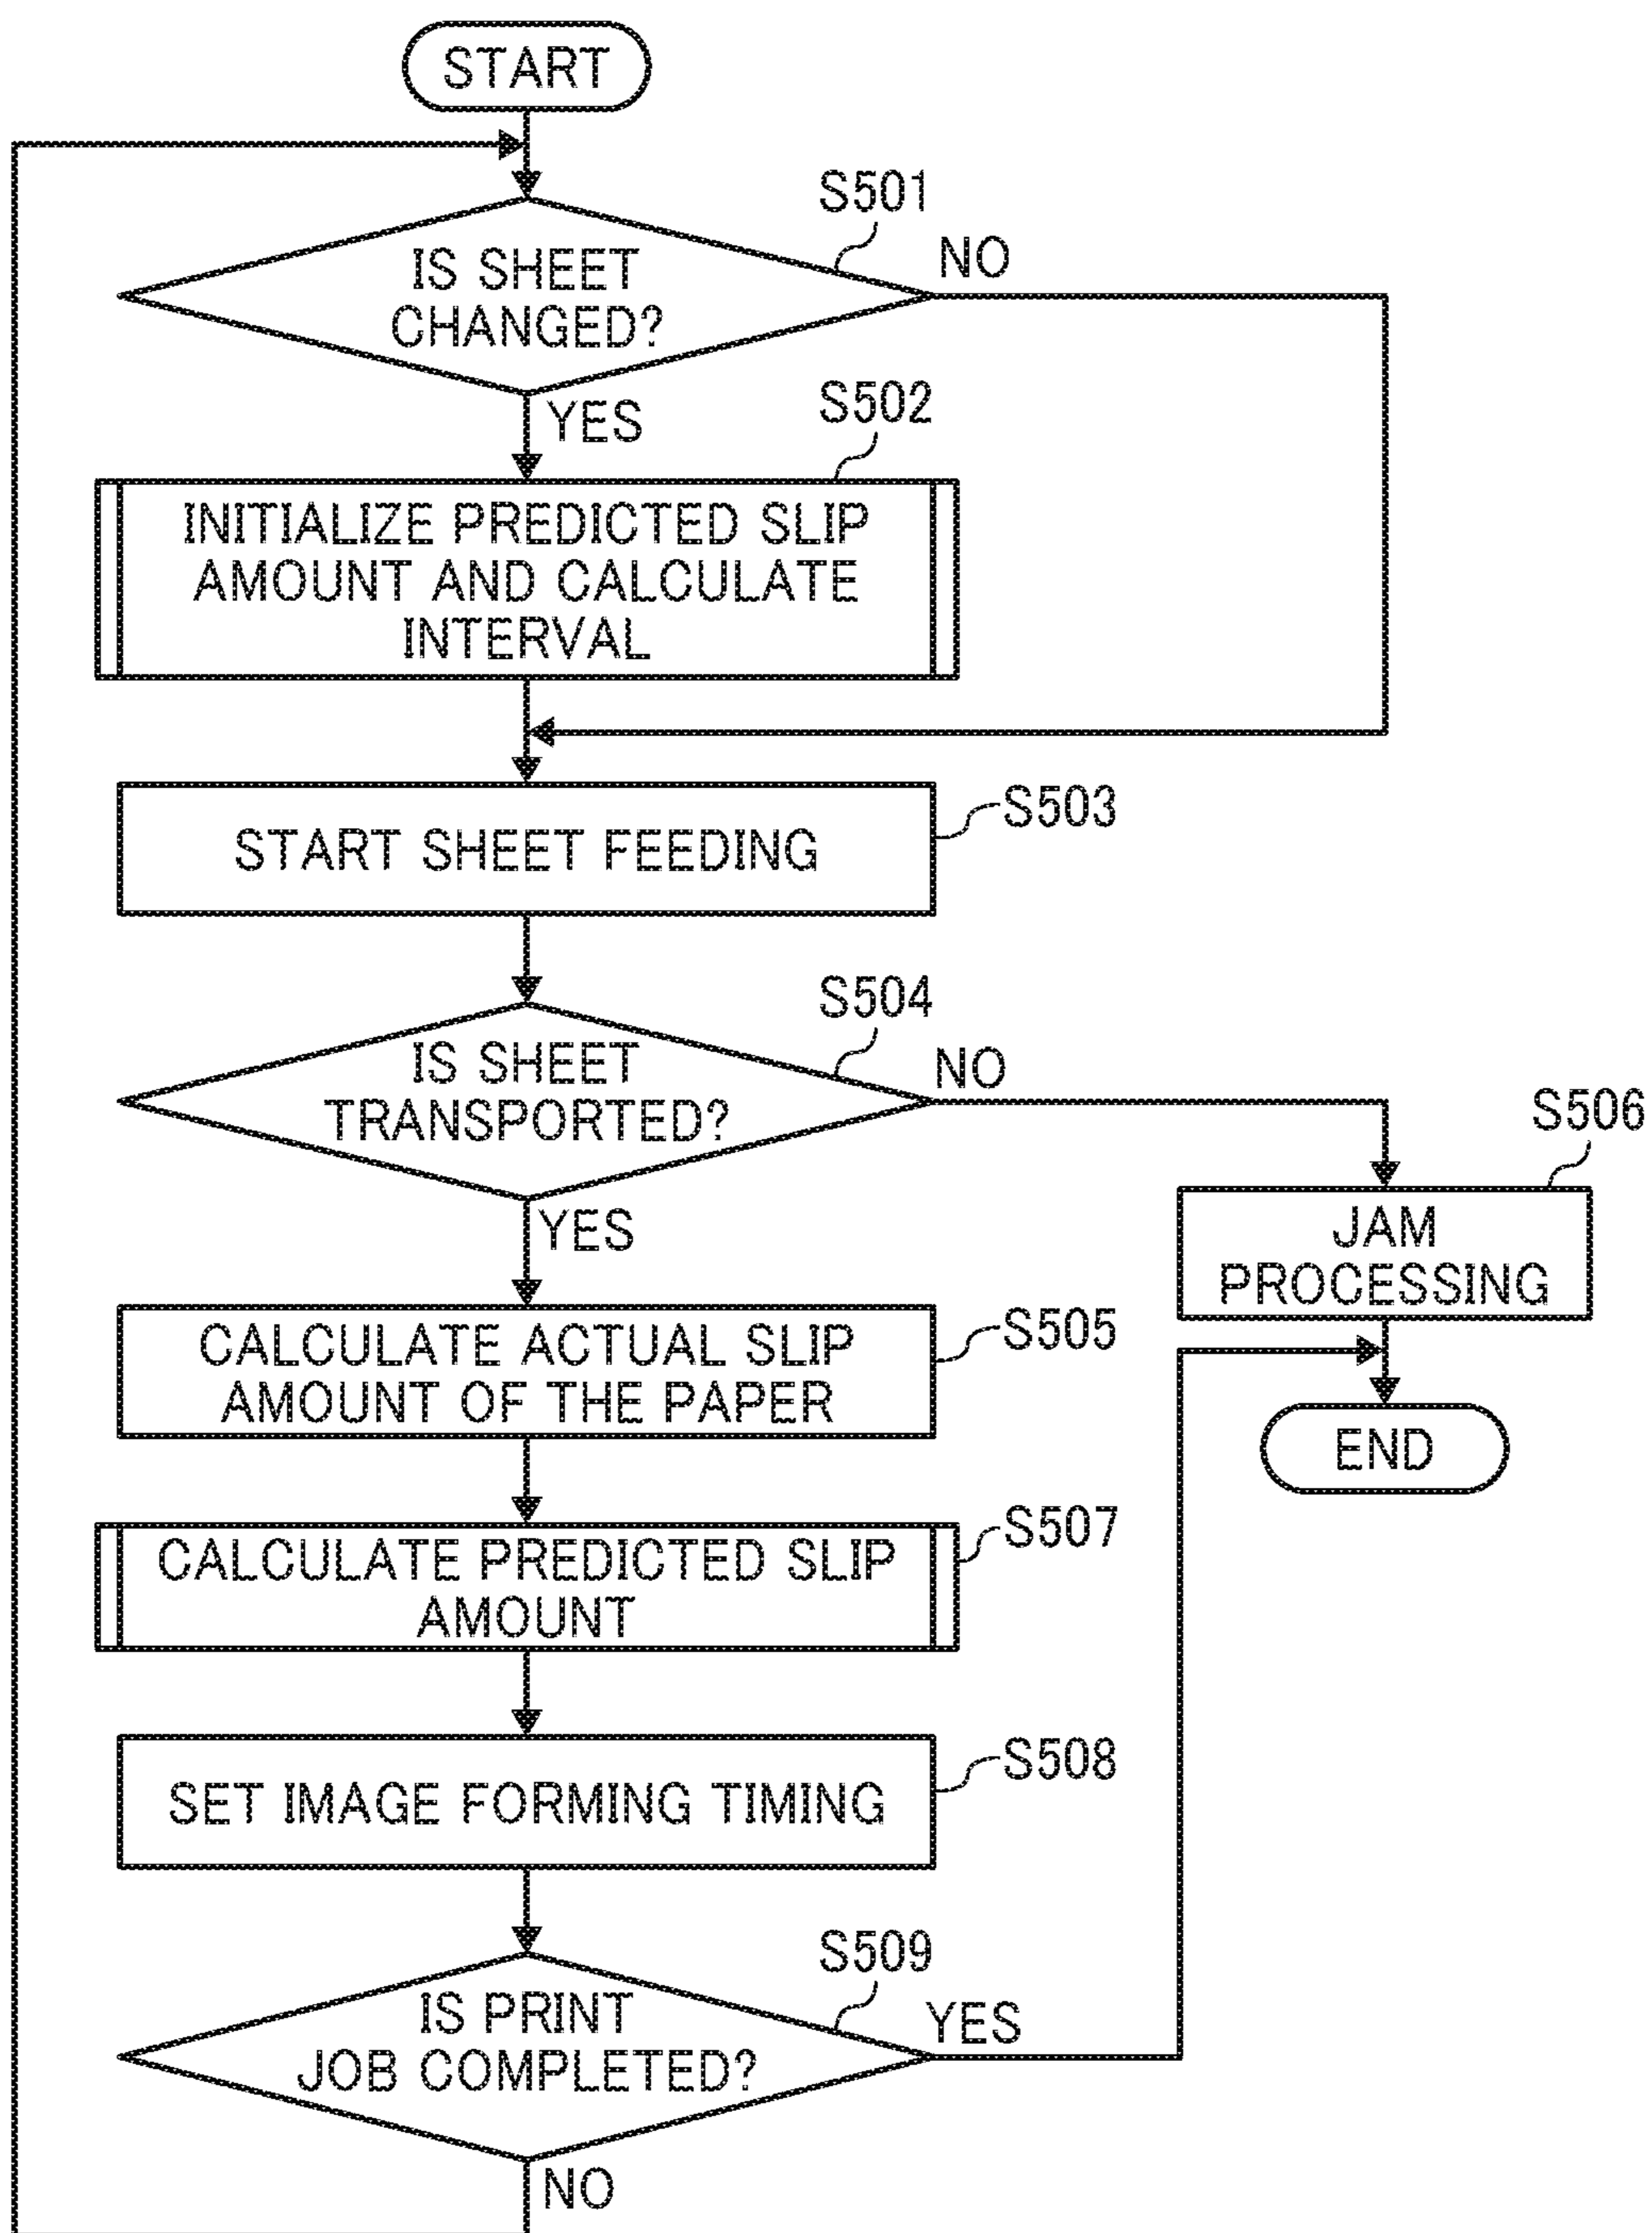 START
S501
IS SHEET
CHANGED?
NO
YES
S502
INITIALIZE PREDICTED SLIP
AMOUNT AND CALCULATE
INTERVAL
START SHEET FEEDING
S503
S504
IS SHEET
TRANSPORTED?
NO
YES
S506
JAM
PROCESSING
CALCULATE ACTUAL SLIP
AMOUNT OF THE PAPER
S505
END
CALCULATE PREDICTED SLIP
AMOUNT
S507
SET IMAGE FORMING TIMING
S508
S509
IS PRINT
JOB COMPLETED?
YES
NO